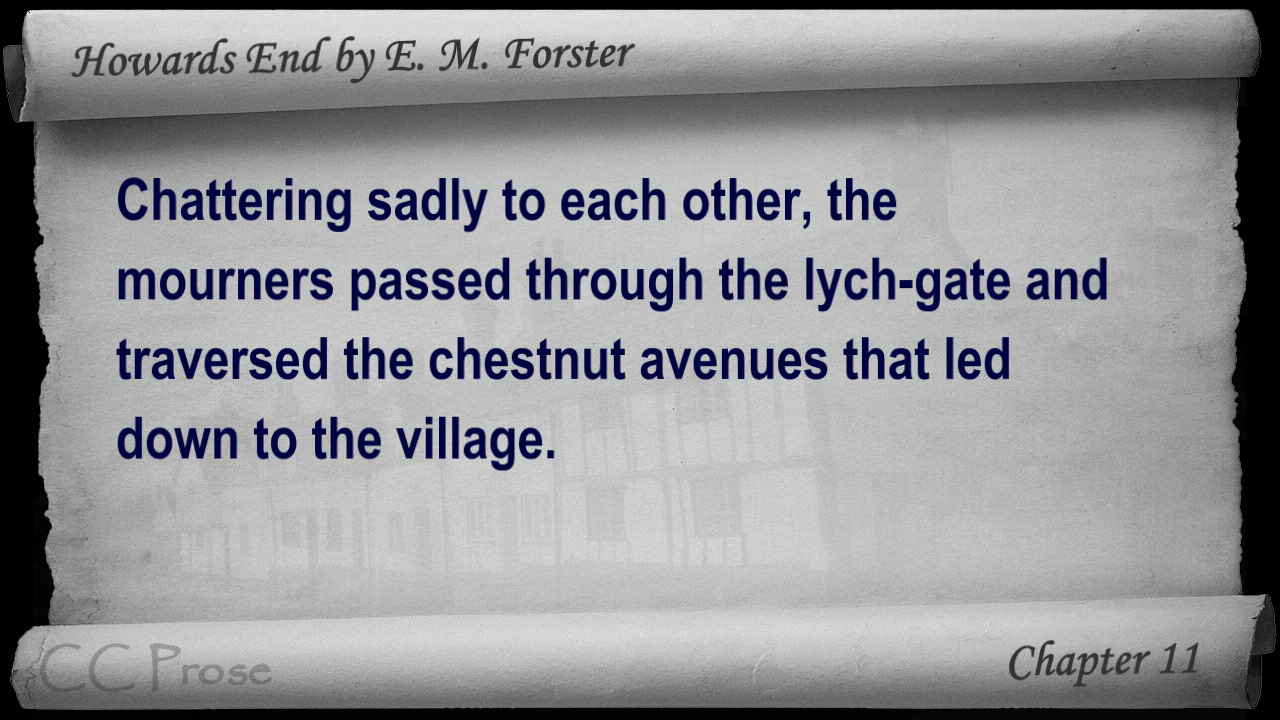 Howards End by E. M. Forster
Chattering sadly to each other, the
mourners passed through the lych-gate and
traversed the chestnut avenues that led
down to the village.
CC Prose
Chapter 11